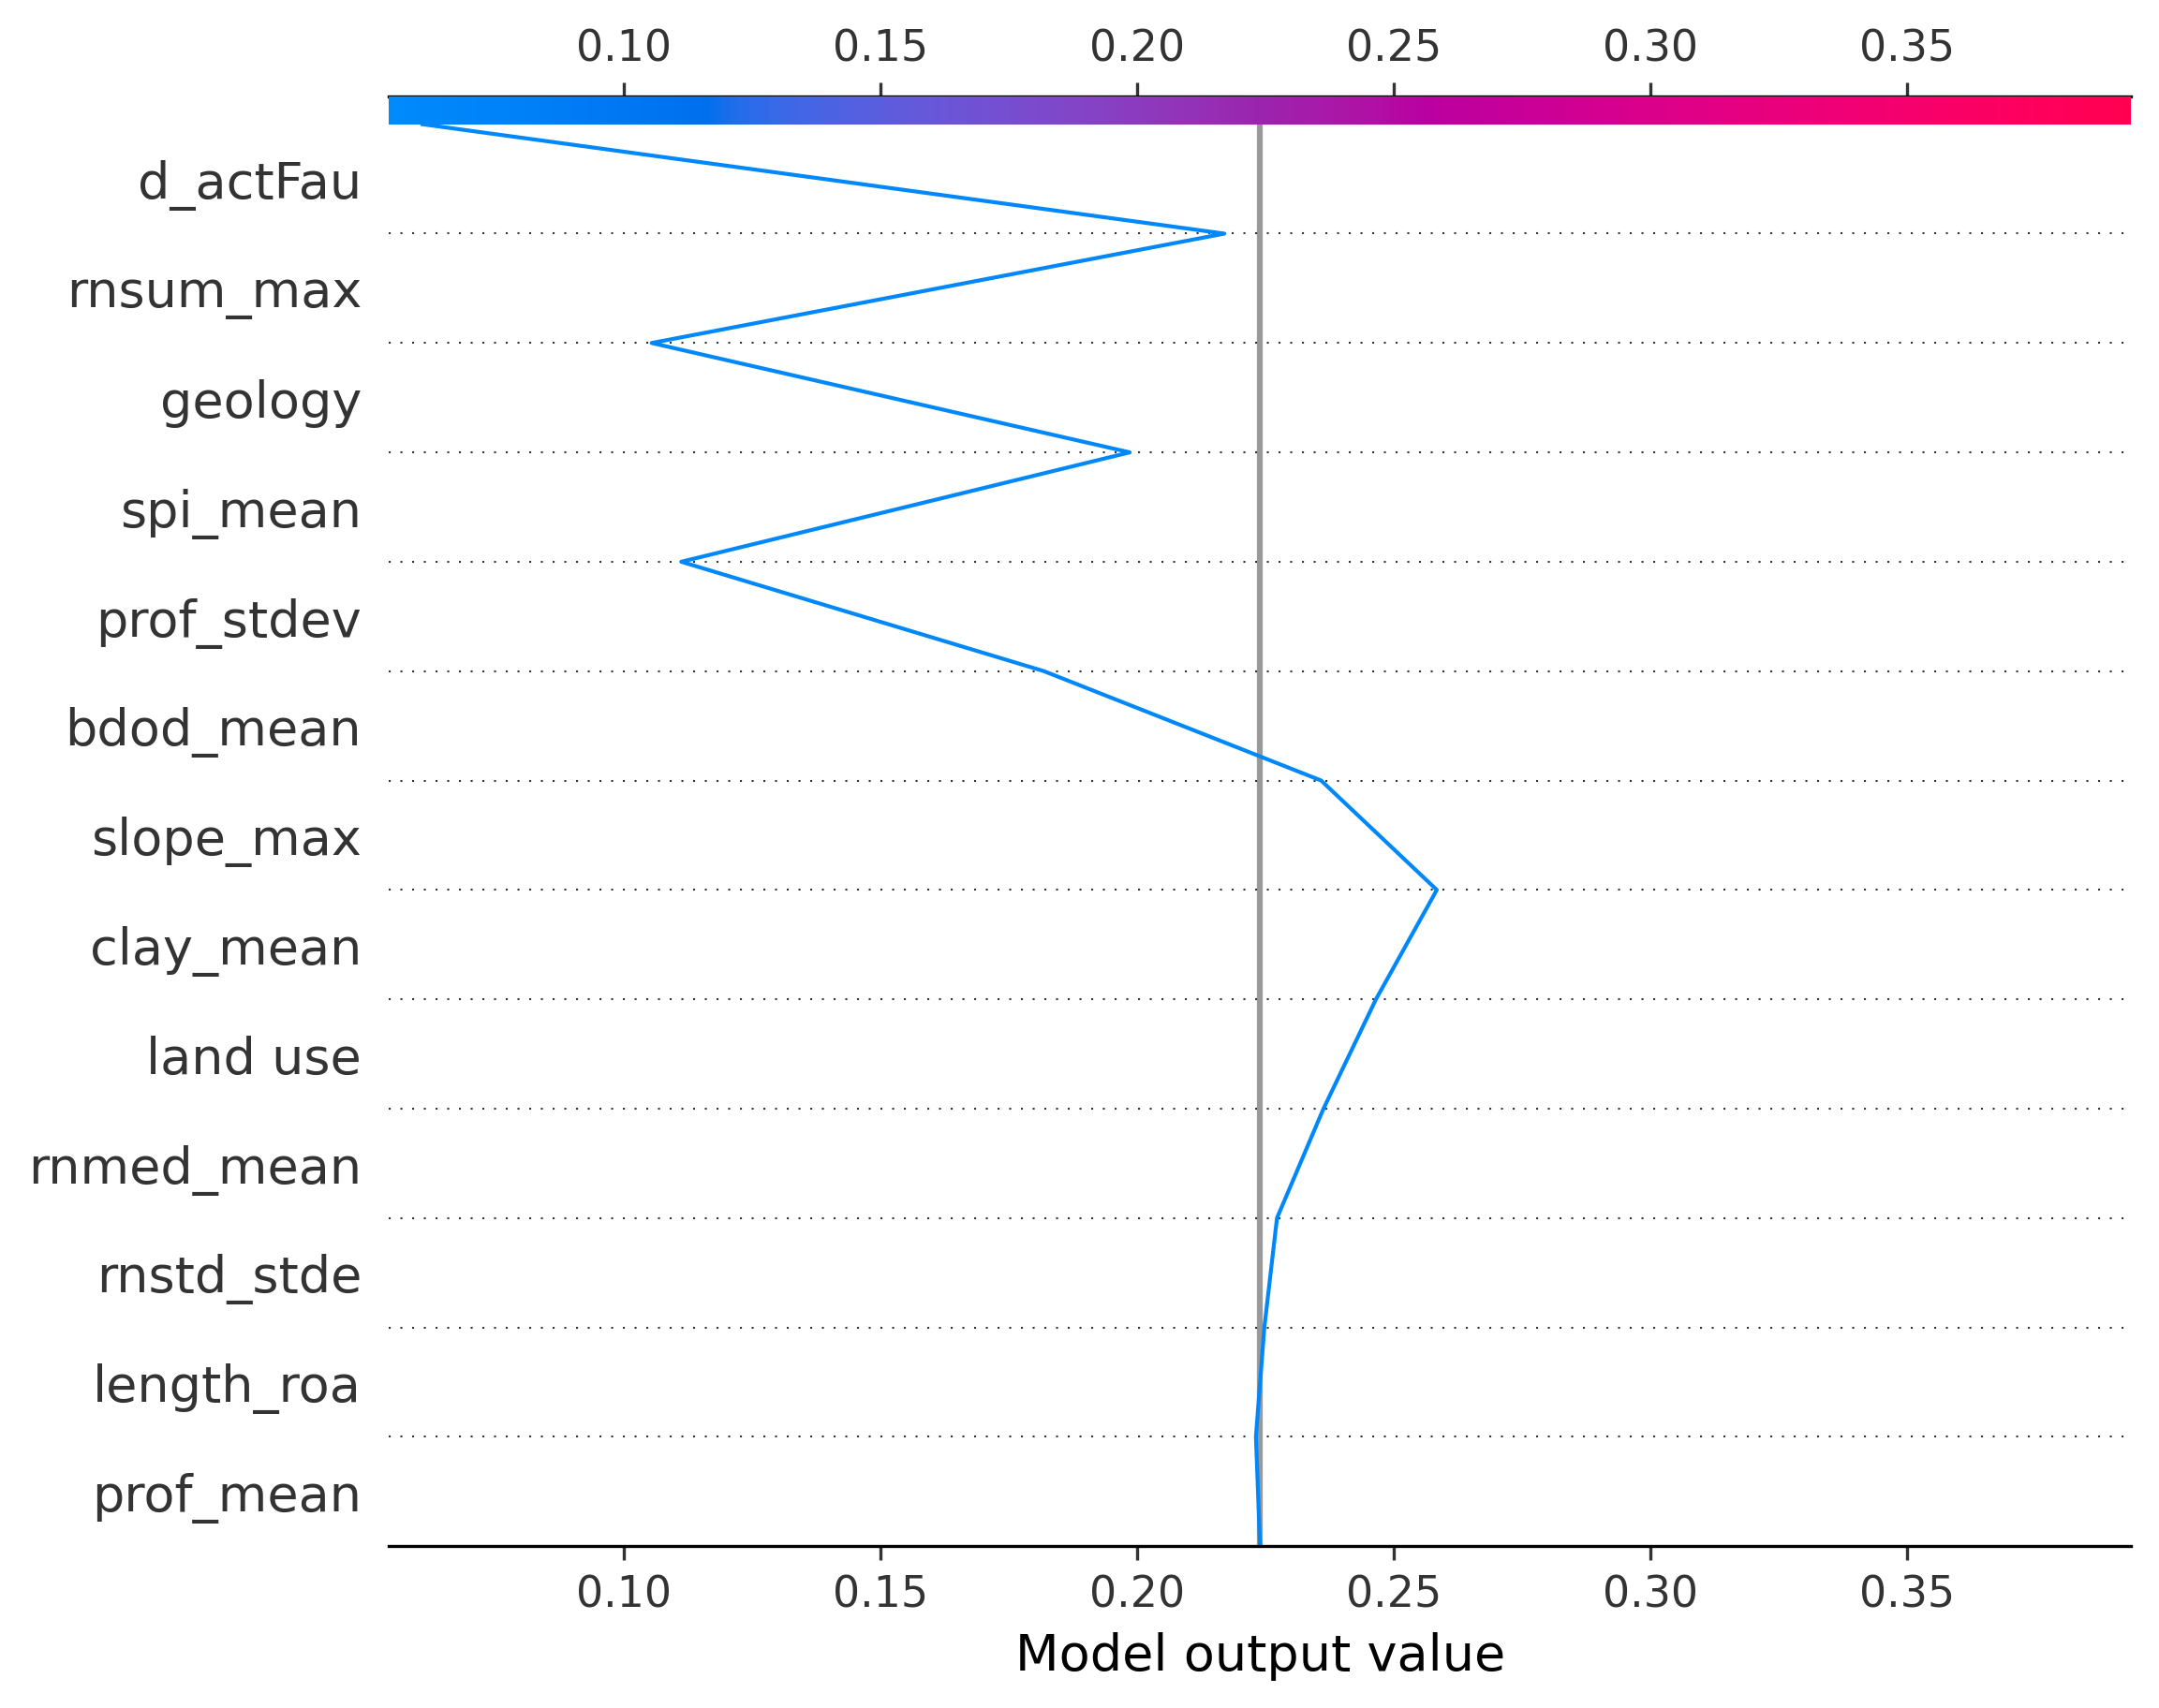 0.10 0.15 0.20 0.25 0.30 0.35
d_actFau
rnsum_max
geology
spi_mean
prof_stdev
bdod_mean
slope_max
clay_mean
land use
rnmed_mean
rnstd_stde
length_roa
prof_mean
0.10 0.15 0.20 0.25 0.30 0.35
Model output value